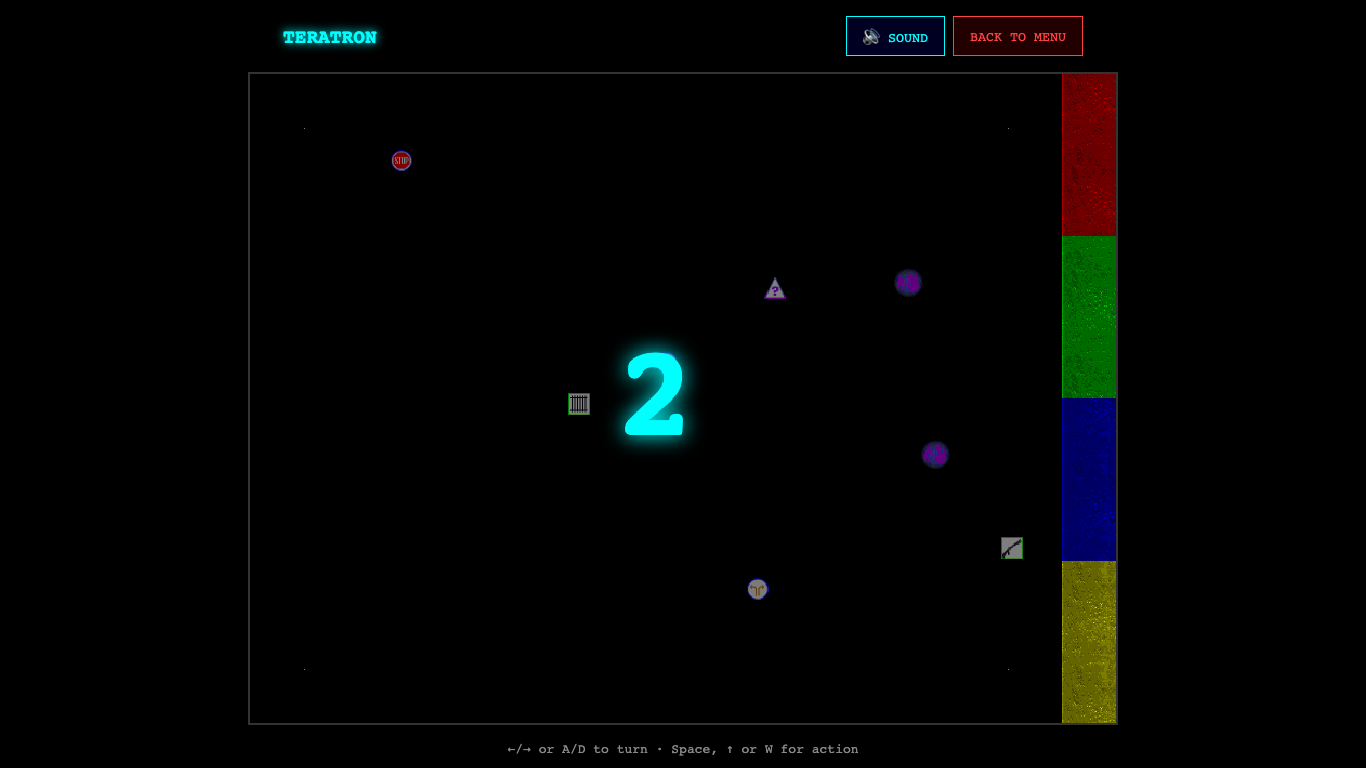 TERATRON
🔊 SOUND
BACK TO MENU
STOP
?
2
←/→ or A/D to turn · Space, ↑ or W for action